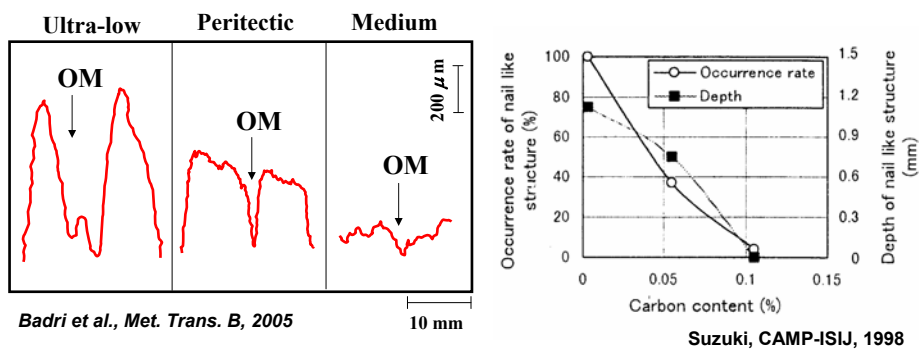 Ultra-low Peritectic Medium
OM
OM
OM
200 μm
10 mm
Badri et al., Met. Trans. B, 2005
Occurrence rate of nail like
structure (%)
100
80
60
40
20
0
Occurrence rate
Depth
1.5
1.2
0.9
0.6
0.3
0
Depth of nail like structure
(mm)
0 0.05 0.1 0.15
Carbon content (%)
Suzuki, CAMP-ISIJ, 1998